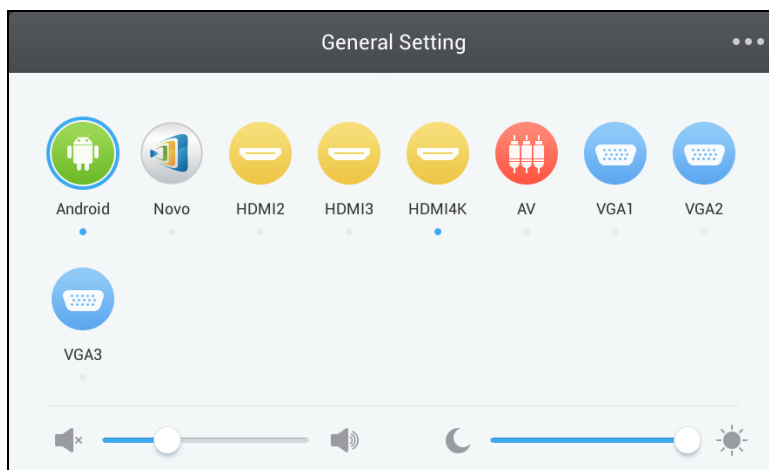 General Setting
Android Novo HDMI2 HDMI3 HDMI4K AV VGA1 VGA2
VGA3